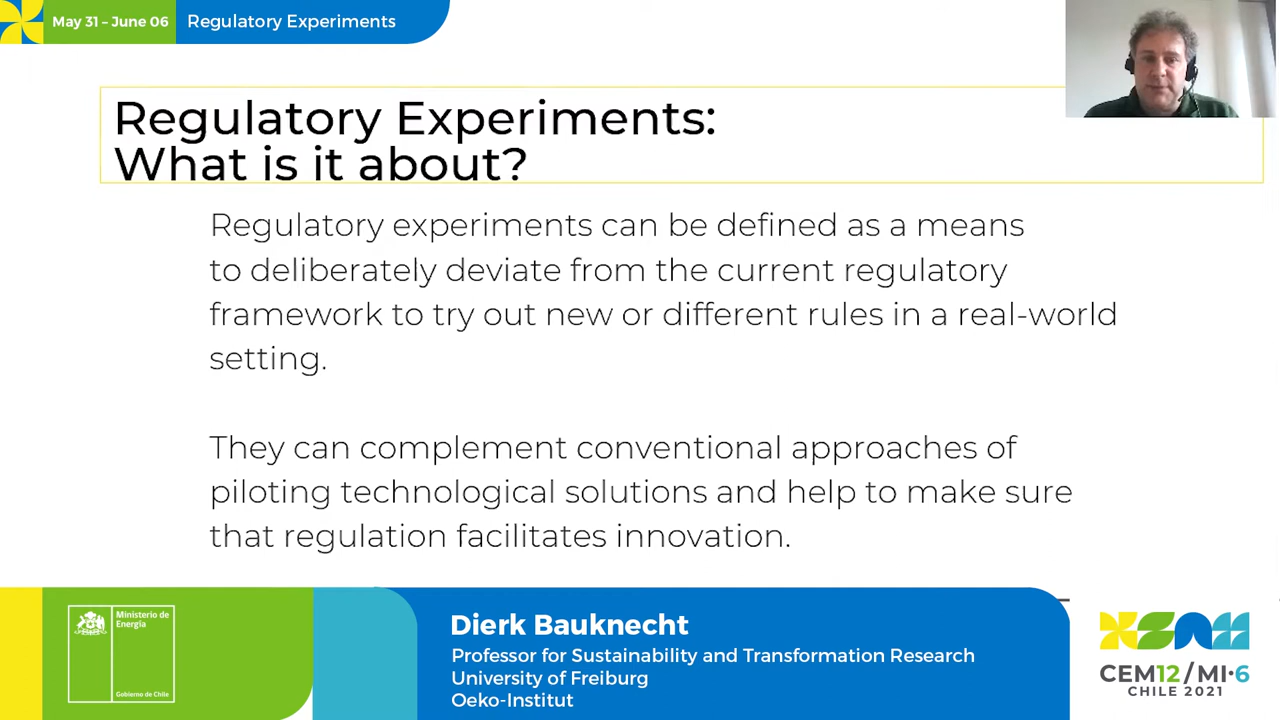 May 31 – June 06
Regulatory Experiments
Regulatory Experiments:
What is it about?
Regulatory experiments can be defined as a means
to deliberately deviate from the current regulatory
framework to try out new or different rules in a real-world
setting.
They can complement conventional approaches of
piloting technological solutions and help to make sure
that regulation facilitates innovation.
Ministerio de
Energía
Gobierno de Chile
Dierk Bauknecht
Professor for Sustainability and Transformation Research
University of Freiburg
Oeko-Institut
CEM12/MI·6
CHILE 2021